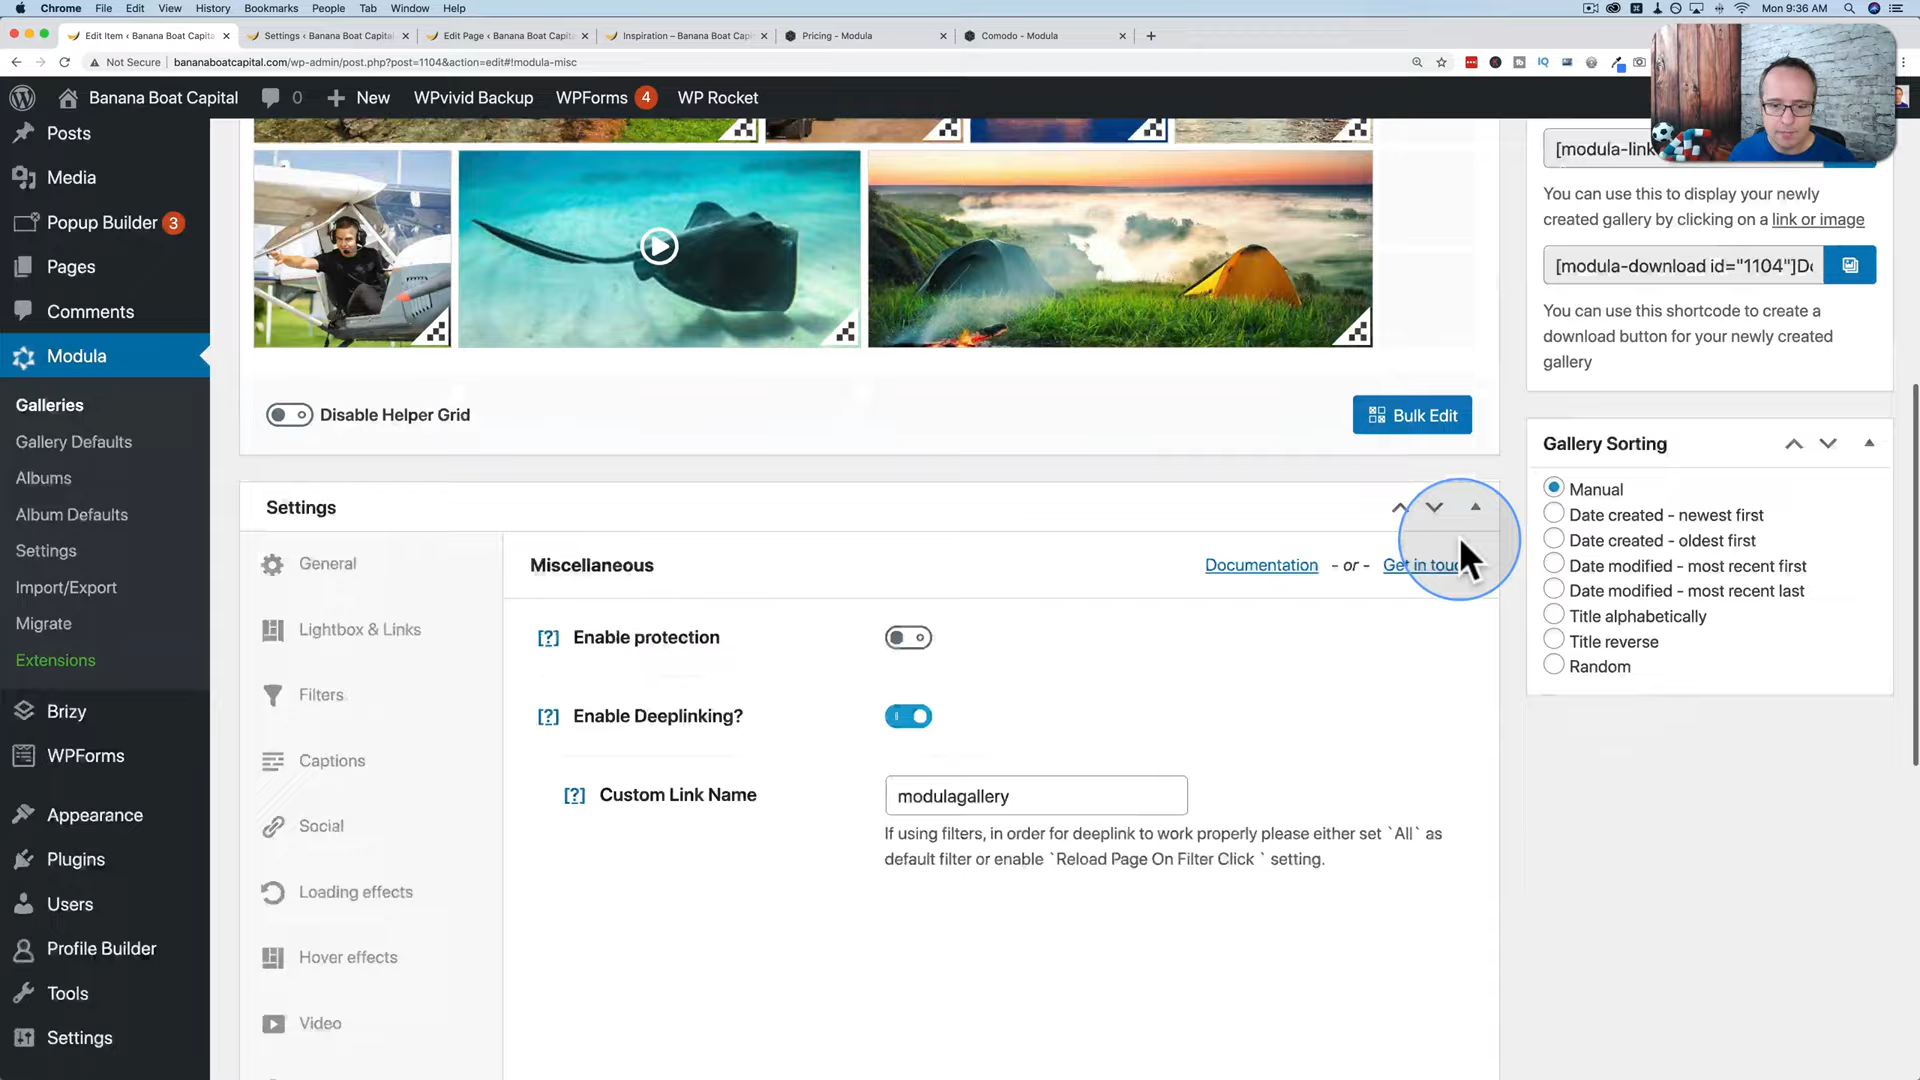 Chrome File Edit View History Bookmarks People Tab Window Help Mon 9:36 AM
Edit Item ‹ Banana Boat Capita Settings ‹ Banana Boat Capital Edit Page ‹ Banana Boat Capita Inspiration – Banana Boat Capi Pricing - Modula Comodo - Modula
Not Secure bananaboatcapital.com/wp-admin/post.php?post=1104&action=edit#!modula-misc
Banana Boat Capital 0 New WPvivid Backup WPForms 4 WP Rocket
Posts
Media
Popup Builder 3
Pages
Comments
Modula
Galleries
Gallery Defaults
Albums
Album Defaults
Settings
Import/Export
Migrate
Extensions
Brizy
WPForms
Appearance
Plugins
Users
Profile Builder
Tools
Settings
Disable Helper Grid
Bulk Edit
Settings
General
Lightbox & Links
Filters
Captions
Social
Loading effects
Hover effects
Video
Miscellaneous
Documentation - or - Get in touc
[?] Enable protection
[?] Enable Deeplinking?
[?] Custom Link Name
modulagallery
If using filters, in order for deeplink to work properly please either set `All` as
default filter or enable `Reload Page On Filter Click ` setting.
[modula-link
You can use this to display your newly
created gallery by clicking on a link or image
[modula-download id="1104"]Do
You can use this shortcode to create a
download button for your newly created
gallery
Gallery Sorting
Manual
Date created - newest first
Date created - oldest first
Date modified - most recent first
Date modified - most recent last
Title alphabetically
Title reverse
Random